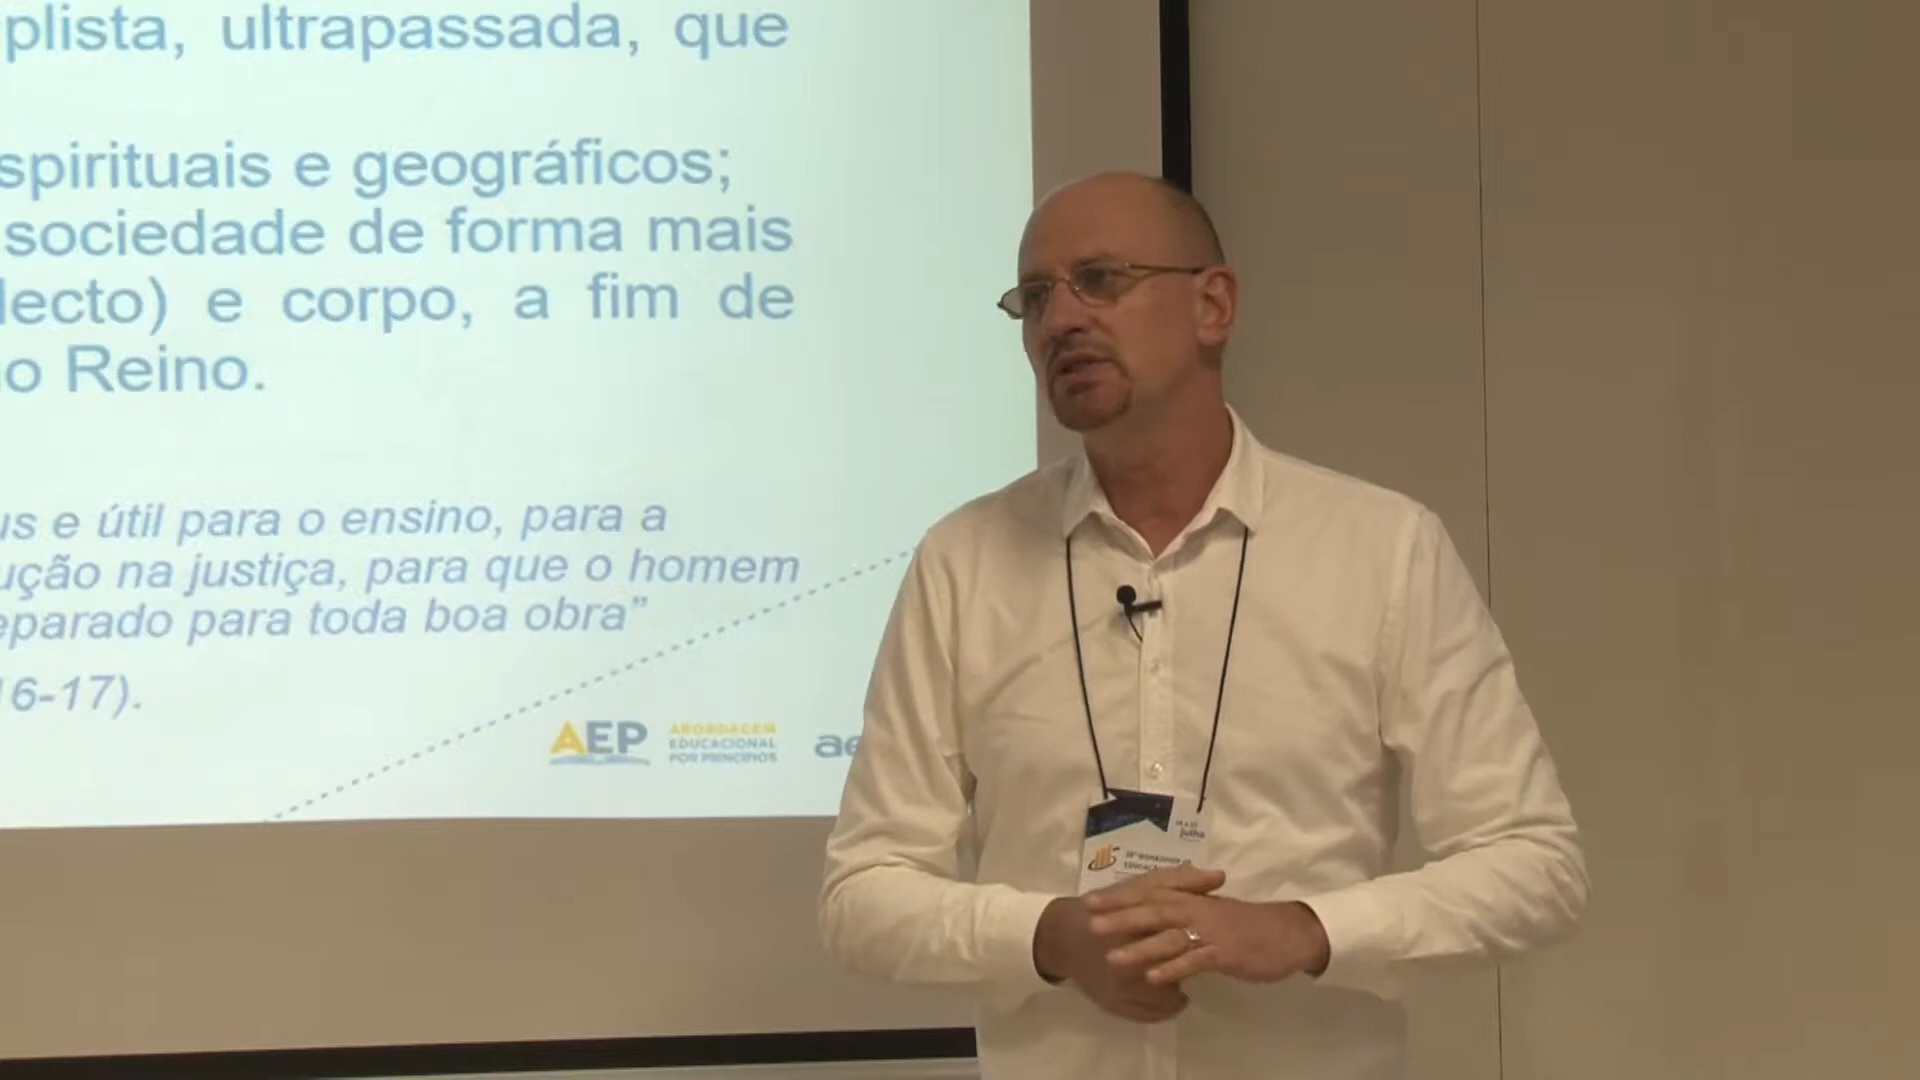 plista, ultrapassada, que
spirituais e geográficos;
sociedade de forma mais
lecto) e corpo, a fim de
o Reino.
us e útil para o ensino, para a
ução na justiça, para que o homem
eparado para toda boa obra”
16-17).
AEP
ABORDAGEM
EDUCACIONAL
POR PRINCÍPIOS
ae
julho